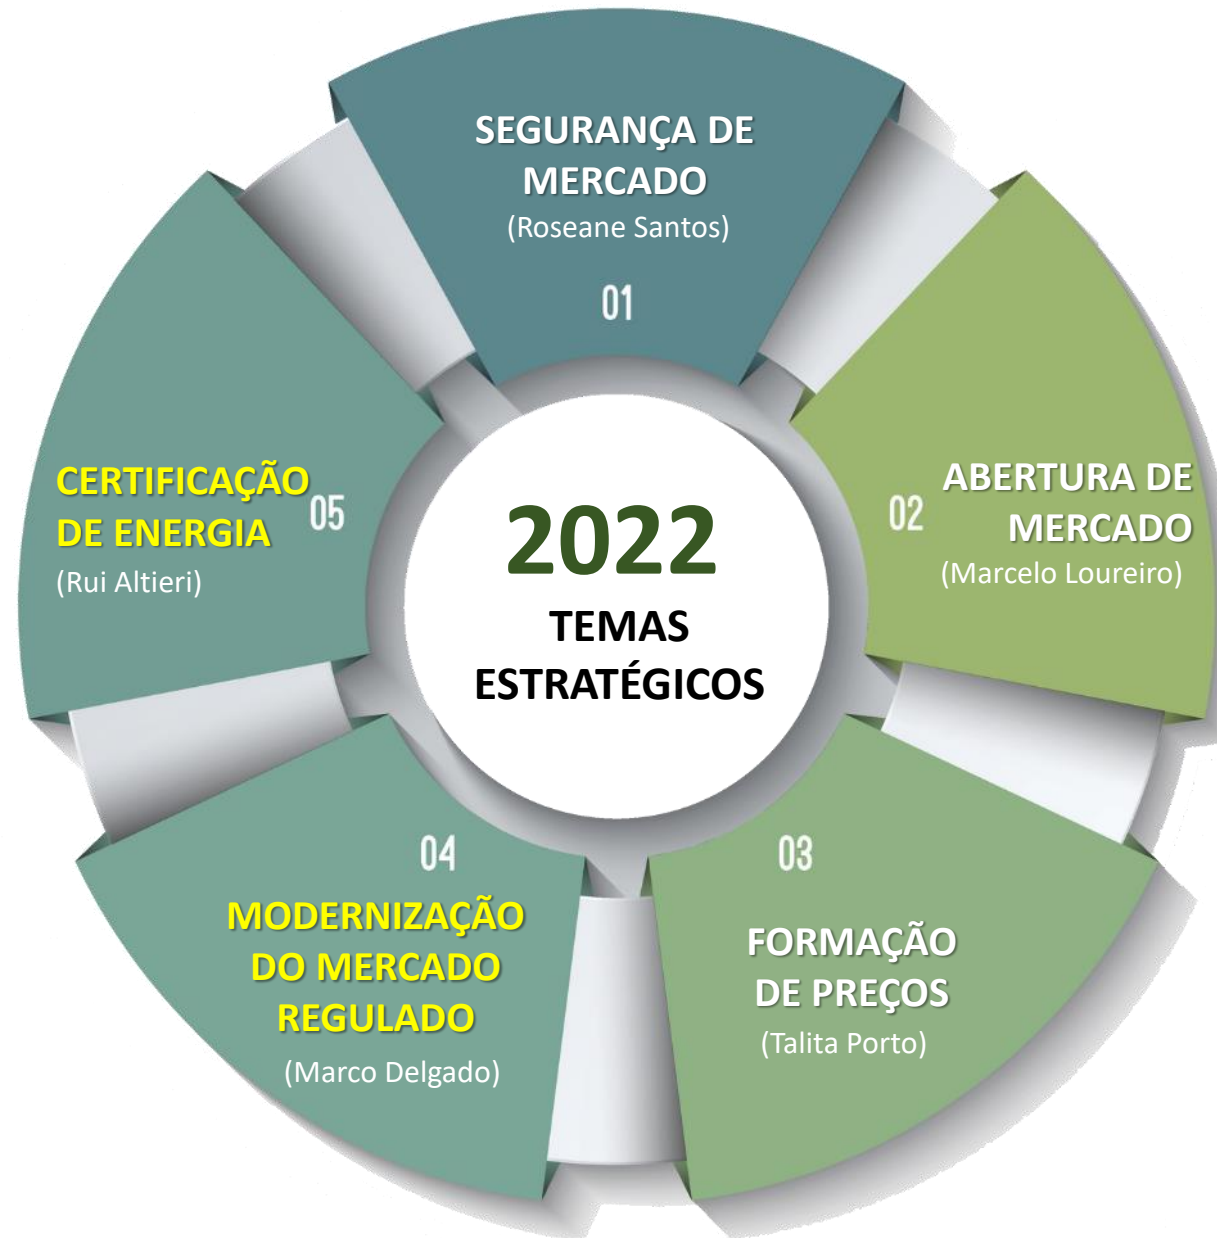 SEGURANÇA DE
MERCADO
(Roseane Santos)
01
ABERTURA DE
MERCADO
(Marcelo Loureiro)
02
FORMAÇÃO
DE PREÇOS
(Talita Porto)
03
04
MODERNIZAÇÃO
DO MERCADO
REGULADO
(Marco Delgado)
CERTIFICAÇÃO
DE ENERGIA
(Rui Altieri)
05
2022
TEMAS
ESTRATÉGICOS